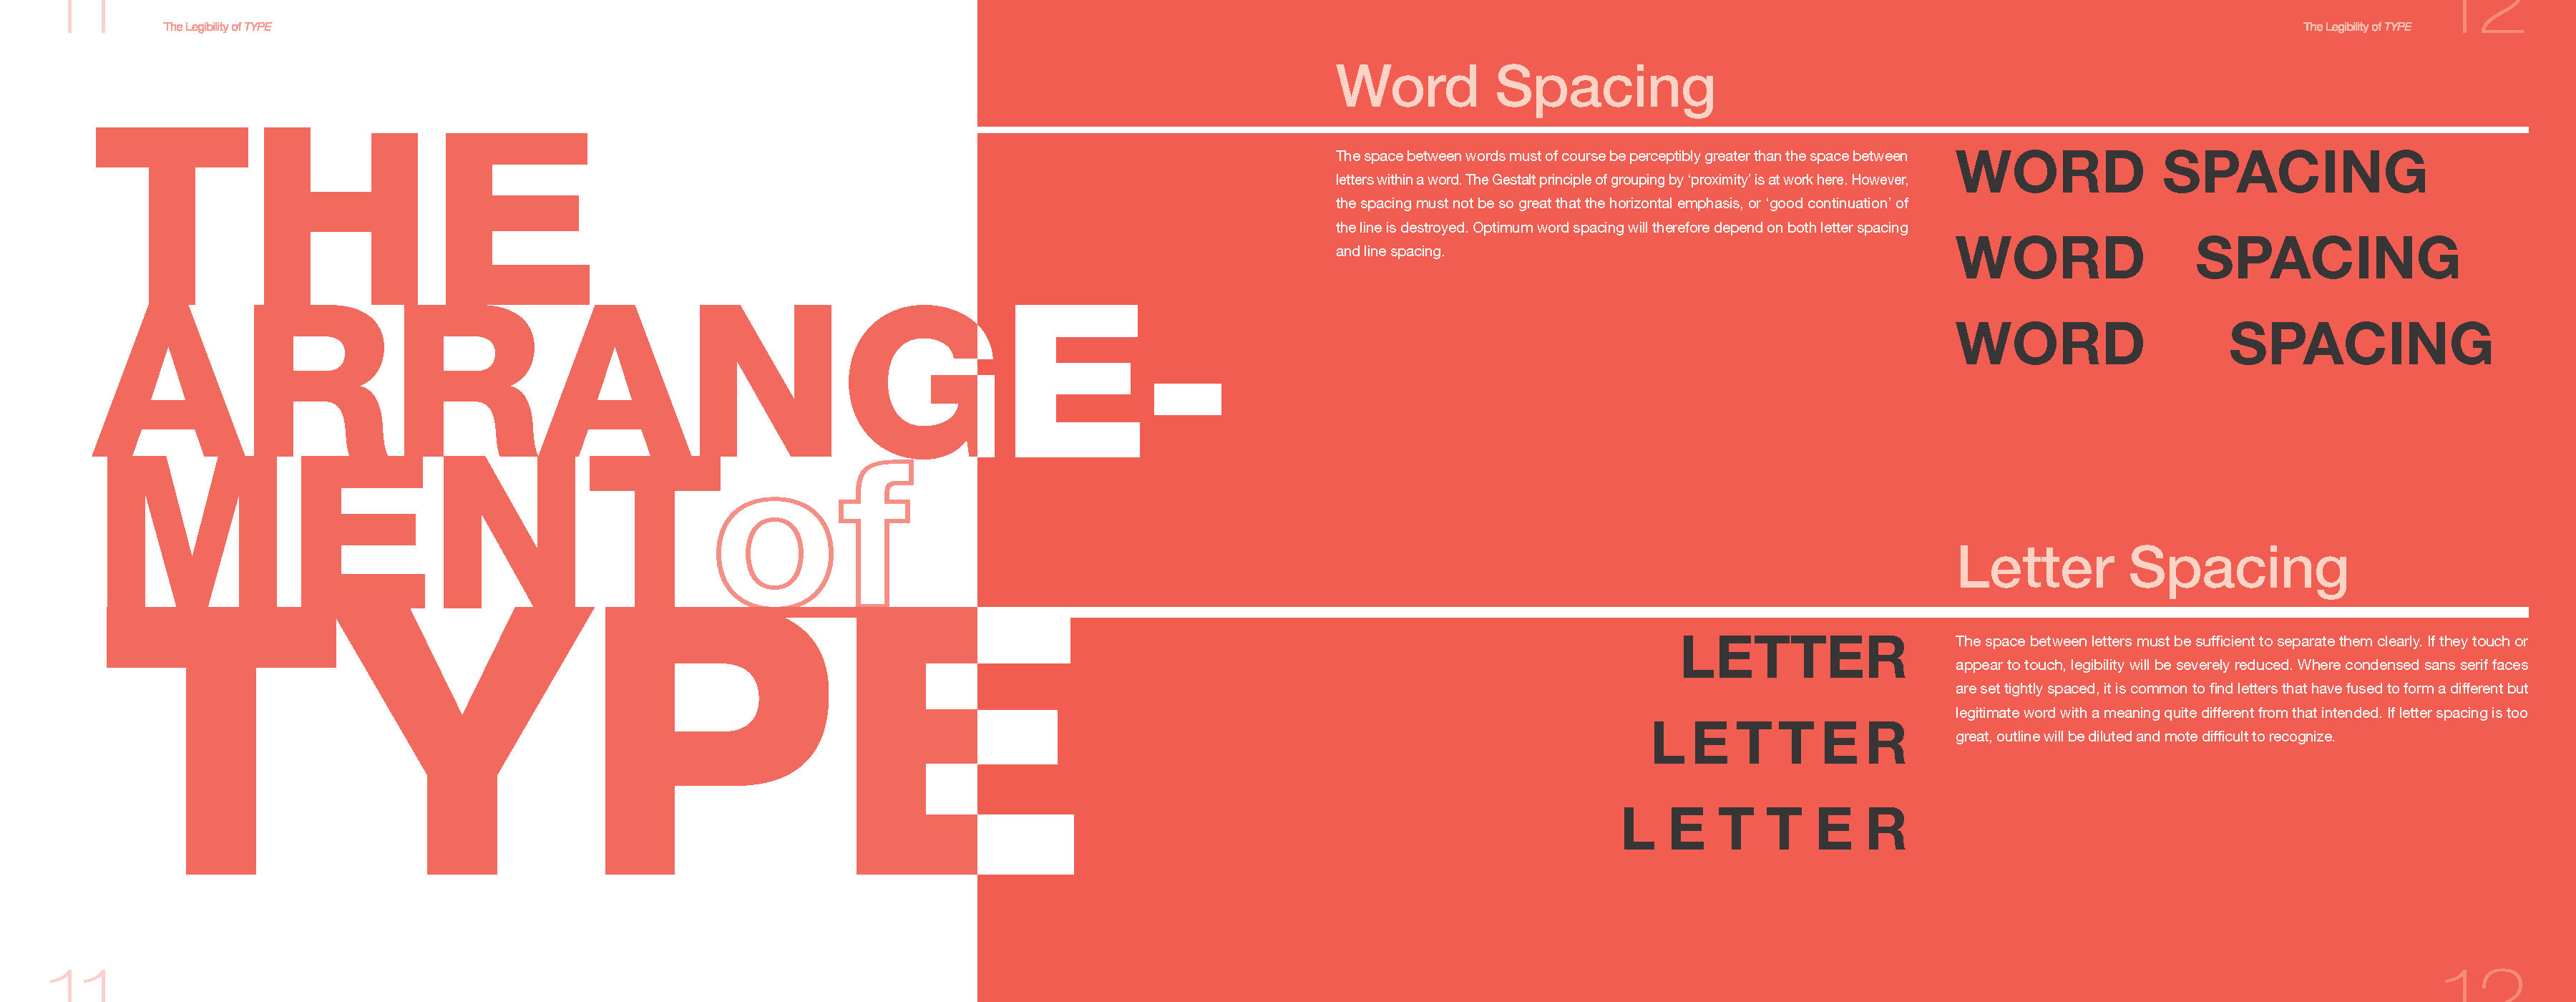 11
The Legibility of TYPE
THE
ARRANGE-
MENT of
TYPE
11
12
The Legibility of TYPE
Word Spacing
The space between words must of course be perceptibly greater than the space between
letters within a word. The Gestalt principle of grouping by ‘proximity’ is at work here. However,
the spacing must not be so great that the horizontal emphasis, or ‘good continuation’ of
the line is destroyed. Optimum word spacing will therefore depend on both letter spacing
and line spacing.
WORD SPACING
WORD SPACING
WORD SPACING
Letter Spacing
LETTER
LETTER
LETTER
The space between letters must be sufficient to separate them clearly. If they touch or
appear to touch, legibility will be severely reduced. Where condensed sans serif faces
are set tightly spaced, it is common to find letters that have fused to form a different but
legitimate word with a meaning quite different from that intended. If letter spacing is too
great, outline will be diluted and mote difficult to recognize.
12